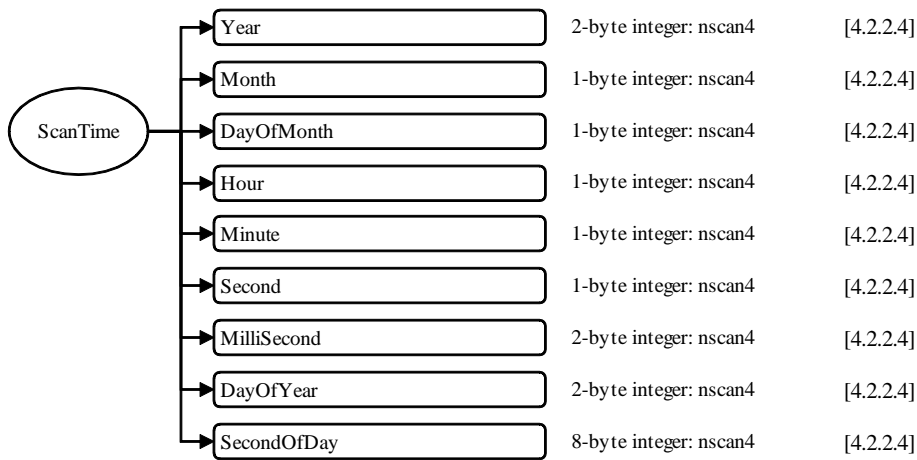 Year 2-byte integer: nscan4 [4.2.2.4]
Month 1-byte integer: nscan4 [4.2.2.4]
ScanTime DayOfMonth 1-byte integer: nscan4 [4.2.2.4]
Hour 1-byte integer: nscan4 [4.2.2.4]
Minute 1-byte integer: nscan4 [4.2.2.4]
Second 1-byte integer: nscan4 [4.2.2.4]
MilliSecond 2-byte integer: nscan4 [4.2.2.4]
DayOfYear 2-byte integer: nscan4 [4.2.2.4]
SecondOfDay 8-byte integer: nscan4 [4.2.2.4]